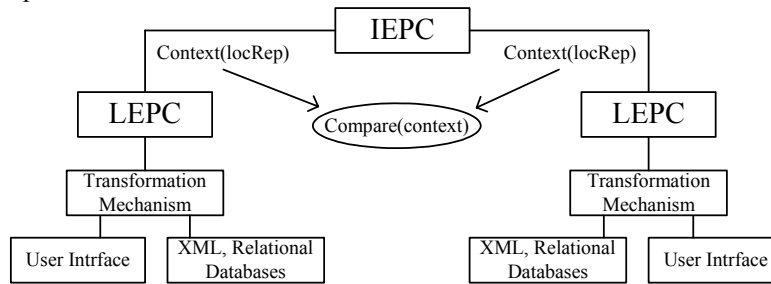 IEPC
Context(locRep)
Context(locRep)
LEPC
Compare(context)
LEPC
Transformation
Mechanism
Transformation
Mechanism
User Intrface
XML, Relational
Databases
XML, Relational
Databases
User Intrface